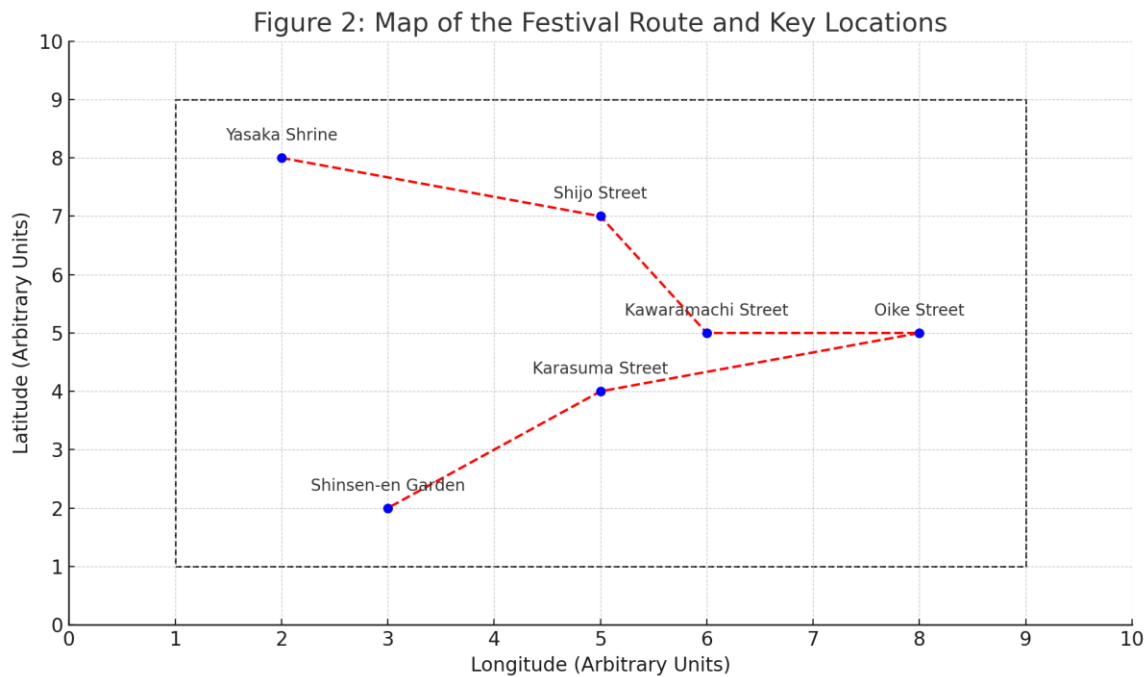 Figure 2: Map of the Festival Route and Key Locations
10
9
8
7
6
5
4
3
2
1
0
Latitude (Arbitrary Units)
Yasaka Shrine
Shijo Street
Kawaramachi Street
Oike Street
Karasuma Street
Shinsen-en Garden
0 1 2 3 4 5 6 7 8 9 10
Longitude (Arbitrary Units)